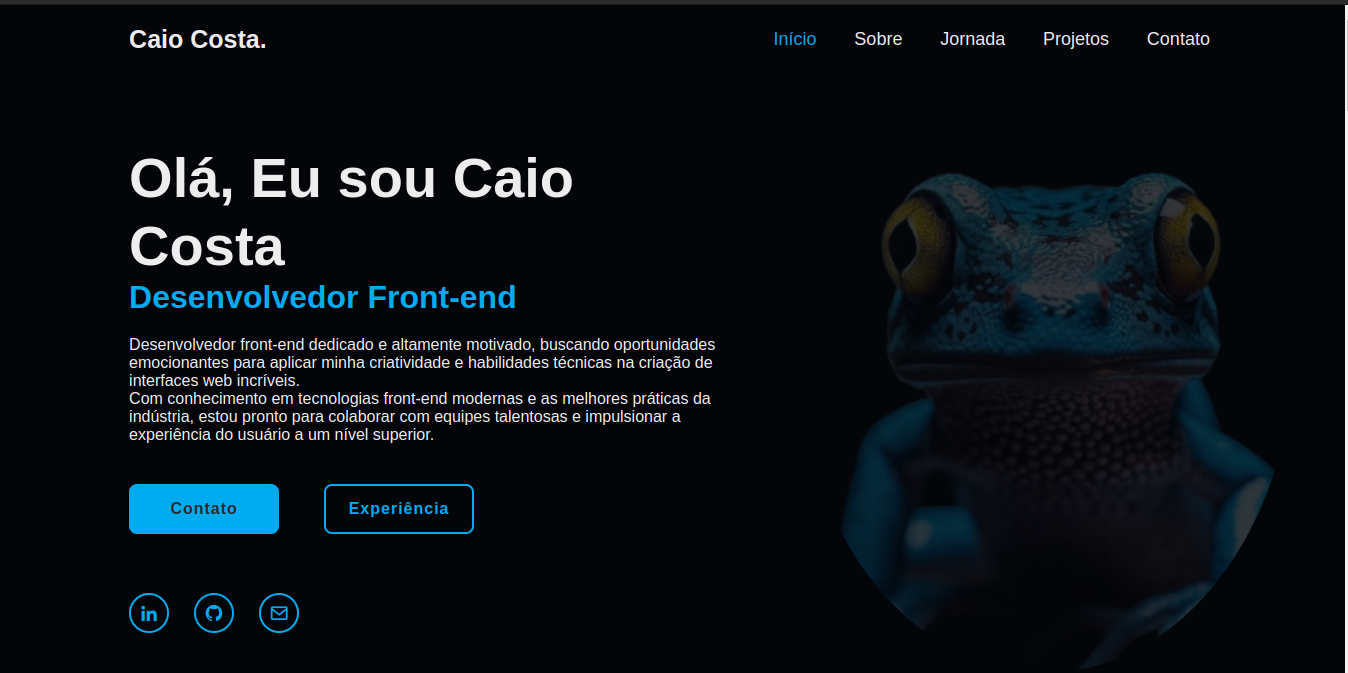 Caio Costa.
Início Sobre Jornada Projetos Contato
Olá, Eu sou Caio
Costa
Desenvolvedor Front-end
Desenvolvedor front-end dedicado e altamente motivado, buscando oportunidades
emocionantes para aplicar minha criatividade e habilidades técnicas na criação de
interfaces web incríveis.
Com conhecimento em tecnologias front-end modernas e as melhores práticas da
indústria, estou pronto para colaborar com equipes talentosas e impulsionar a
experiência do usuário a um nível superior.
Contato Experiência
in